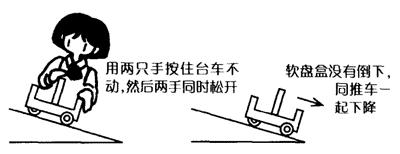 用两只手按住台车不
动,然后两手同时松开
软盘盒没有倒下,
同推车一
起下降